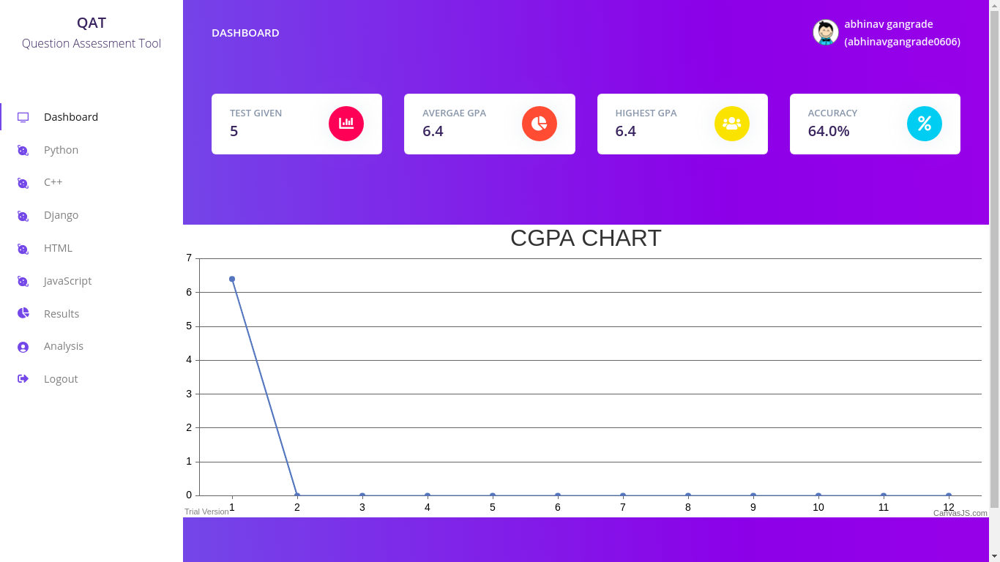 QAT
Question Assessment Tool
Dashboard
Python
C++
Django
HTML
JavaScript
Results
Analysis
Logout
DASHBOARD
abhinav gangrade
(abhinavgangrade0606)
TEST GIVEN
5
AVERGAE GPA
6.4
HIGHEST GPA
6.4
ACCURACY
64.0%
CGPA CHART
7
6
5
4
3
2
1
0
1 2 3 4 5 6 7 8 9 10 11 12
Trial Version
CanvasJS.com